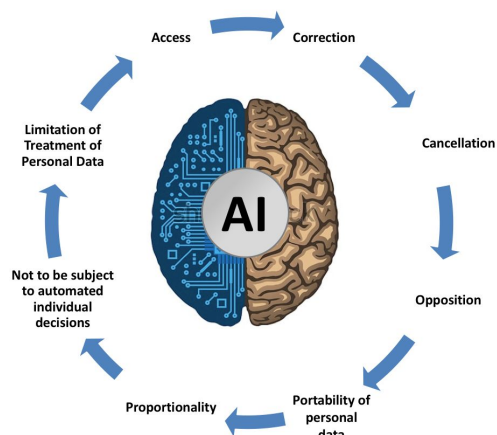 Access
Correction
Cancellation
Opposition
Portability of
personal
data
Proportionality
Not to be subject
to automated
individual
decisions
Limitation of
Treatment of
Personal Data
AI